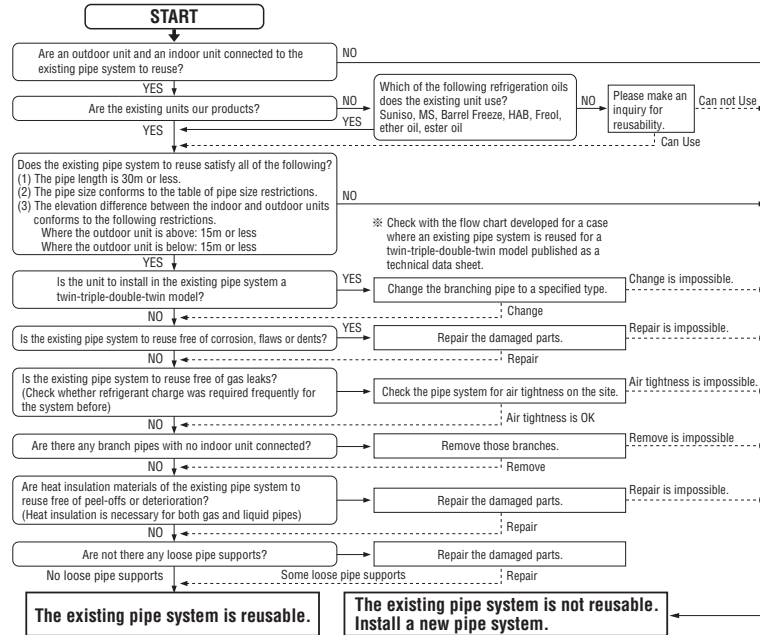 START
Are an outdoor unit and an indoor unit connected to the
existing pipe system to reuse?
NO
YES
Are the existing units our products?
NO
YES
Which of the following refrigeration oils
does the existing unit use?
Suniso, MS, Barrel Freeze, HAB, Freol,
ether oil, ester oil
NO
YES
Please make an
inquiry for
reusability.
Can not Use
Can Use
Does the existing pipe system to reuse satisfy all of the following?
(1) The pipe length is 30m or less.
(2) The pipe size conforms to the table of pipe size restrictions.
(3) The elevation difference between the indoor and outdoor units
conforms to the following restrictions.
Where the outdoor unit is above: 15m or less
Where the outdoor unit is below: 15m or less
NO
YES
※ Check with the flow chart developed for a case
where an existing pipe system is reused for a
twin-triple-double-twin model published as a
technical data sheet.
Is the unit to install in the existing pipe system a
twin-triple-double-twin model?
YES
NO
Change the branching pipe to a specified type.
Change is impossible.
Change
Is the existing pipe system to reuse free of corrosion, flaws or dents?
YES
NO
Repair the damaged parts.
Repair is impossible.
Repair
Is the existing pipe system to reuse free of gas leaks?
(Check whether refrigerant charge was required frequently for
the system before)
NO
Check the pipe system for air tightness on the site.
Air tightness is impossible.
Air tightness is OK
Are there any branch pipes with no indoor unit connected?
NO
Remove those branches.
Remove is impossible
Remove
Are heat insulation materials of the existing pipe system to
reuse free of peel-offs or deterioration?
(Heat insulation is necessary for both gas and liquid pipes)
NO
Repair the damaged parts.
Repair is impossible.
Repair
Are not there any loose pipe supports?
Repair the damaged parts.
No loose pipe supports
Some loose pipe supports
Repair
The existing pipe system is reusable.
The existing pipe system is not reusable.
Install a new pipe system.